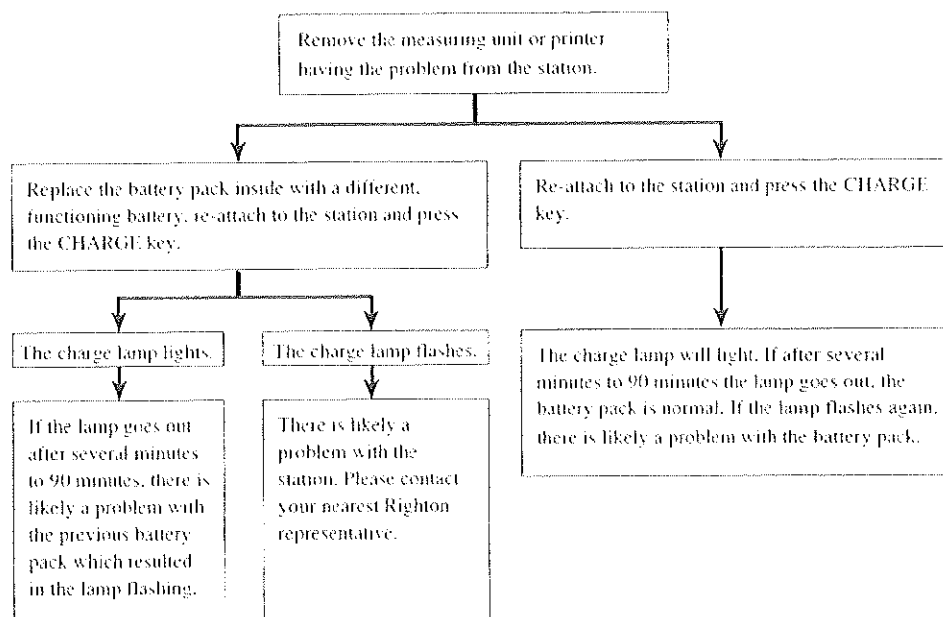 Remove the measuring unit or printer
having the problem from the station.
Replace the battery pack inside with a different,
functioning battery, re-attach to the station and press
the CHARGE key.
Re-attach to the station and press the CHARGE
key.
The charge lamp lights.
The charge lamp flashes.
If the lamp goes out
after several minutes
to 90 minutes, there is
likely a problem with
the previous battery
pack which resulted
in the lamp flashing.
There is likely a
problem with the
station. Please contact
your nearest Righton
representative.
The charge lamp will light. If after several
minutes to 90 minutes the lamp goes out, the
battery pack is normal. If the lamp flashes again,
there is likely a problem with the battery pack.